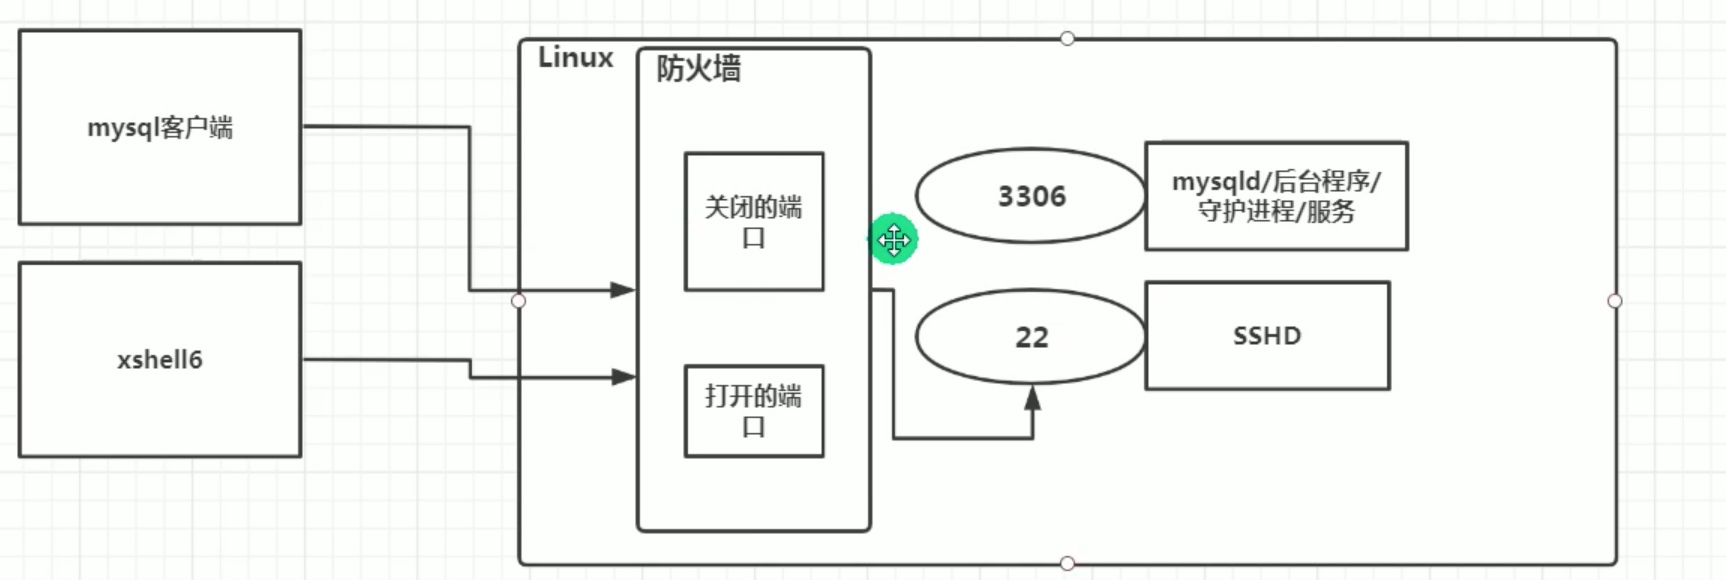 mysql客户端
xshell6
Linux
防火墙
关闭的端
口
打开的端
口
3306
mysqld/后台程序/
守护进程/服务
22
SSHD